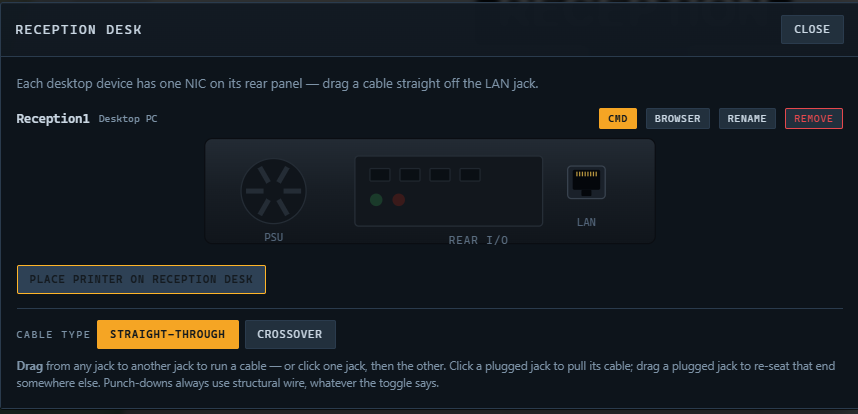 RECEPTION DESK
CLOSE
Each desktop device has one NIC on its rear panel — drag a cable straight off the LAN jack.
Reception1 Desktop PC CMD BROWSER RENAME REMOVE
PSU
REAR I/O
LAN
PLACE PRINTER ON RECEPTION DESK
CABLE TYPE STRAIGHT-THROUGH CROSSOVER
Drag from any jack to another jack to run a cable — or click one jack, then the other. Click a plugged jack to pull its cable; drag a plugged jack to re-seat that end
somewhere else. Punch-downs always use structural wire, whatever the toggle says.